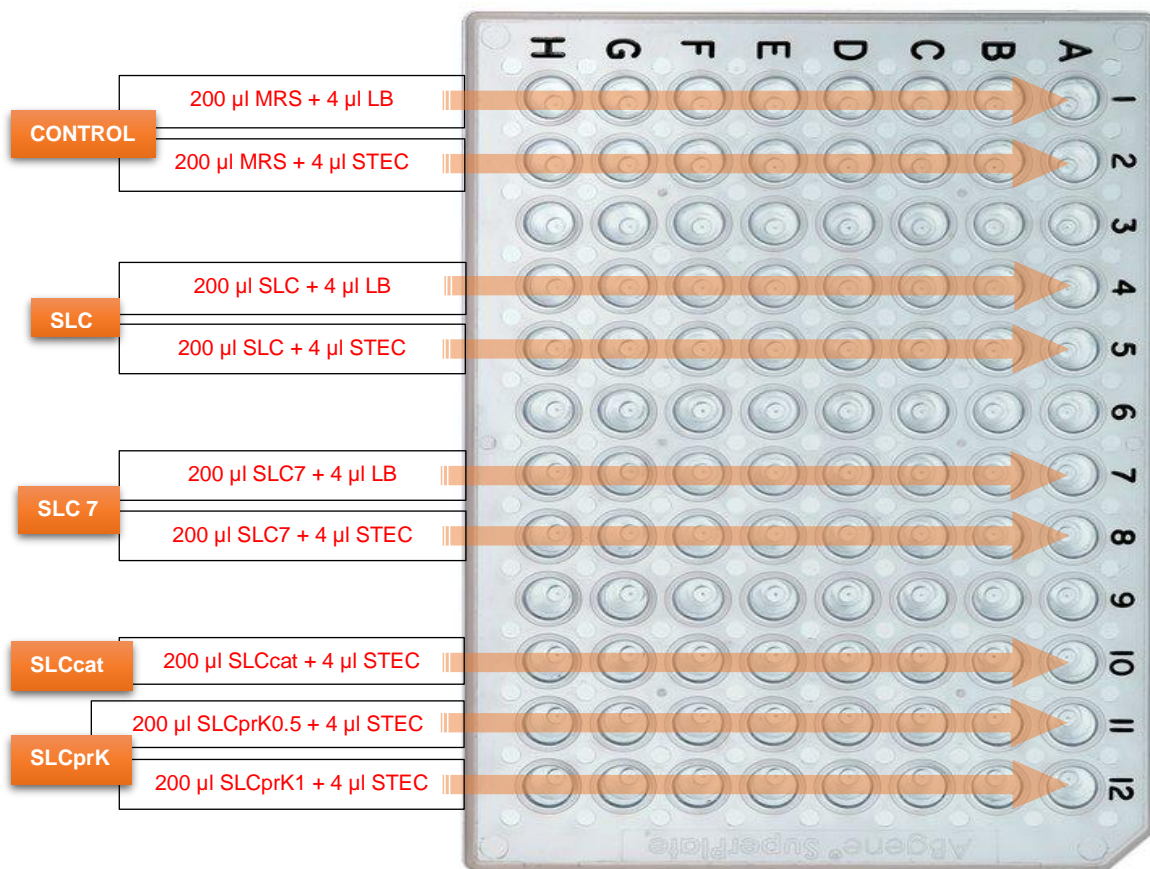 H G F E D C B A
200 µl MRS + 4 µl LB
1
CONTROL
200 µl MRS + 4 µl STEC
2
3
200 µl SLC + 4 µl LB
4
SLC
200 µl SLC + 4 µl STEC
5
6
200 µl SLC7 + 4 µl LB
7
SLC 7
200 µl SLC7 + 4 µl STEC
8
9
SLCcat
200 µl SLCcat + 4 µl STEC
10
200 µl SLCprK0.5 + 4 µl STEC
11
SLCprK
200 µl SLCprK1 + 4 µl STEC
12
ABgene® SuperPlate